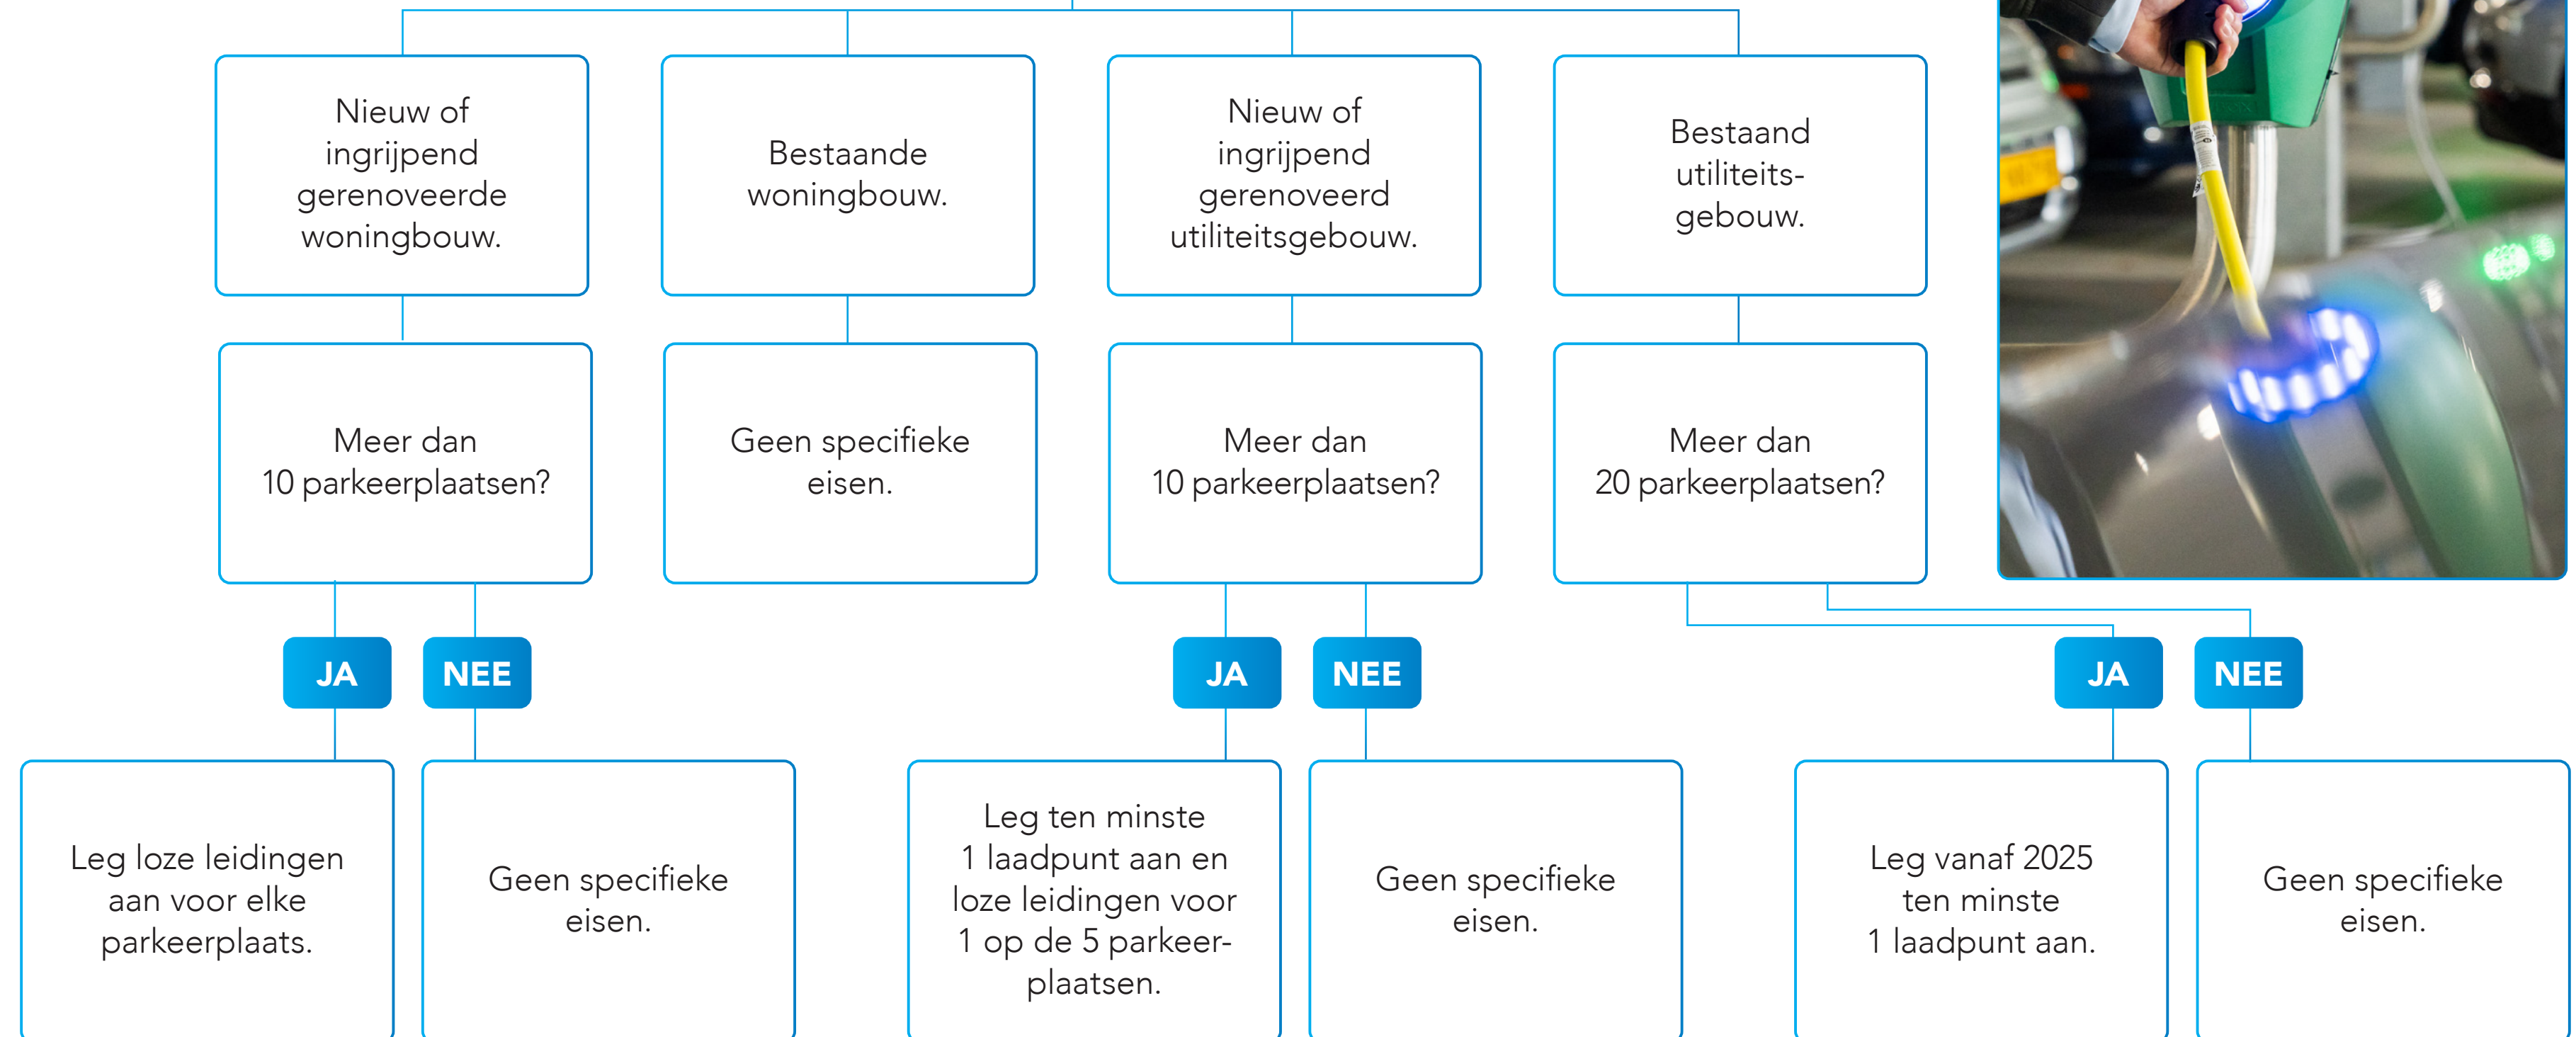 Nieuw of
ingrijpend
gerenoveerde
woningbouw.
Bestaande
woningbouw.
Nieuw of
ingrijpend
gerenoveerd
utiliteitsgebouw.
Bestaand
utiliteits-
gebouw.
Meer dan
10 parkeerplaatsen?
Geen specifieke
eisen.
Meer dan
10 parkeerplaatsen?
Meer dan
20 parkeerplaatsen?
JA
NEE
JA
NEE
JA
NEE
Leg loze leidingen
aan voor elke
parkeerplaats.
Geen specifieke
eisen.
Leg ten minste
1 laadpunt aan en
loze leidingen voor
1 op de 5 parkeer-
plaatsen.
Geen specifieke
eisen.
Leg vanaf 2025
ten minste
1 laadpunt aan.
Geen specifieke
eisen.